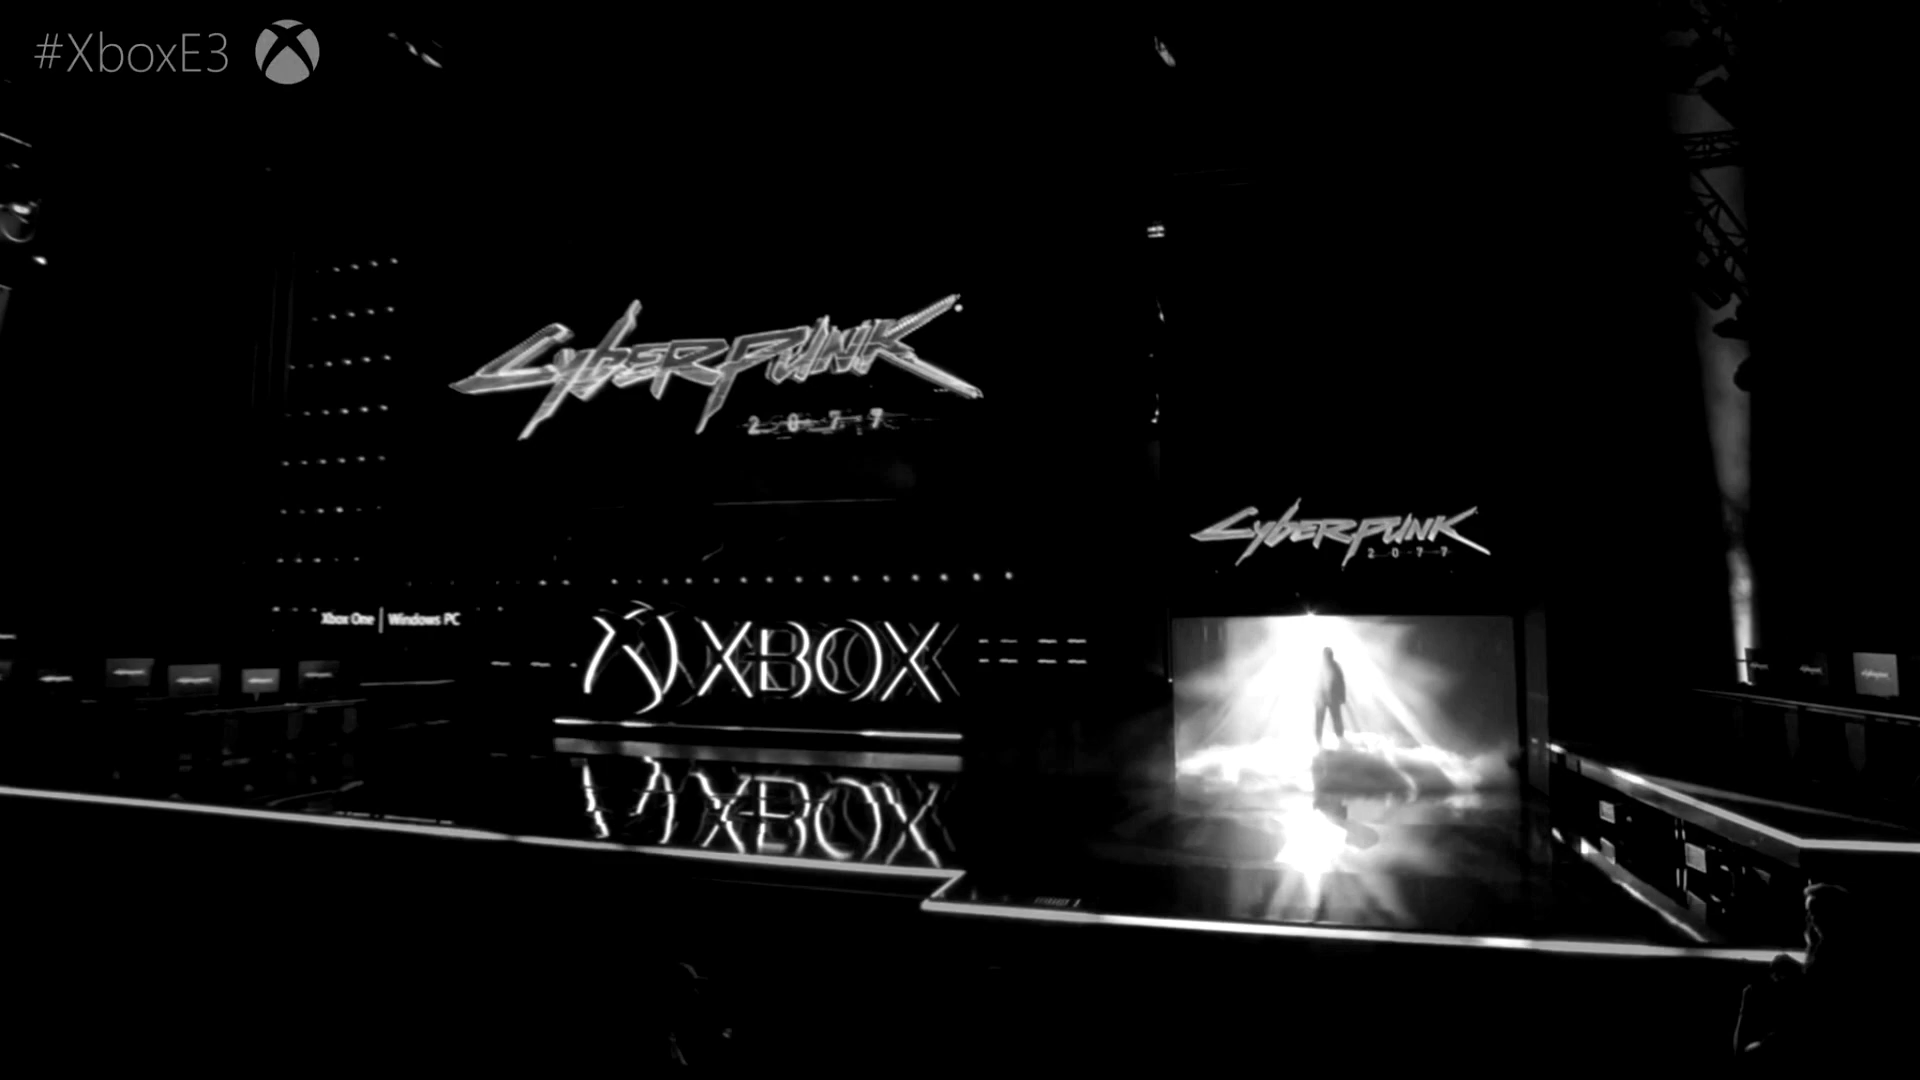 #XboxE3
CYBERPUNK
2077
CYBERPUNK
2077
Xbox One | Windows PC
XBOX